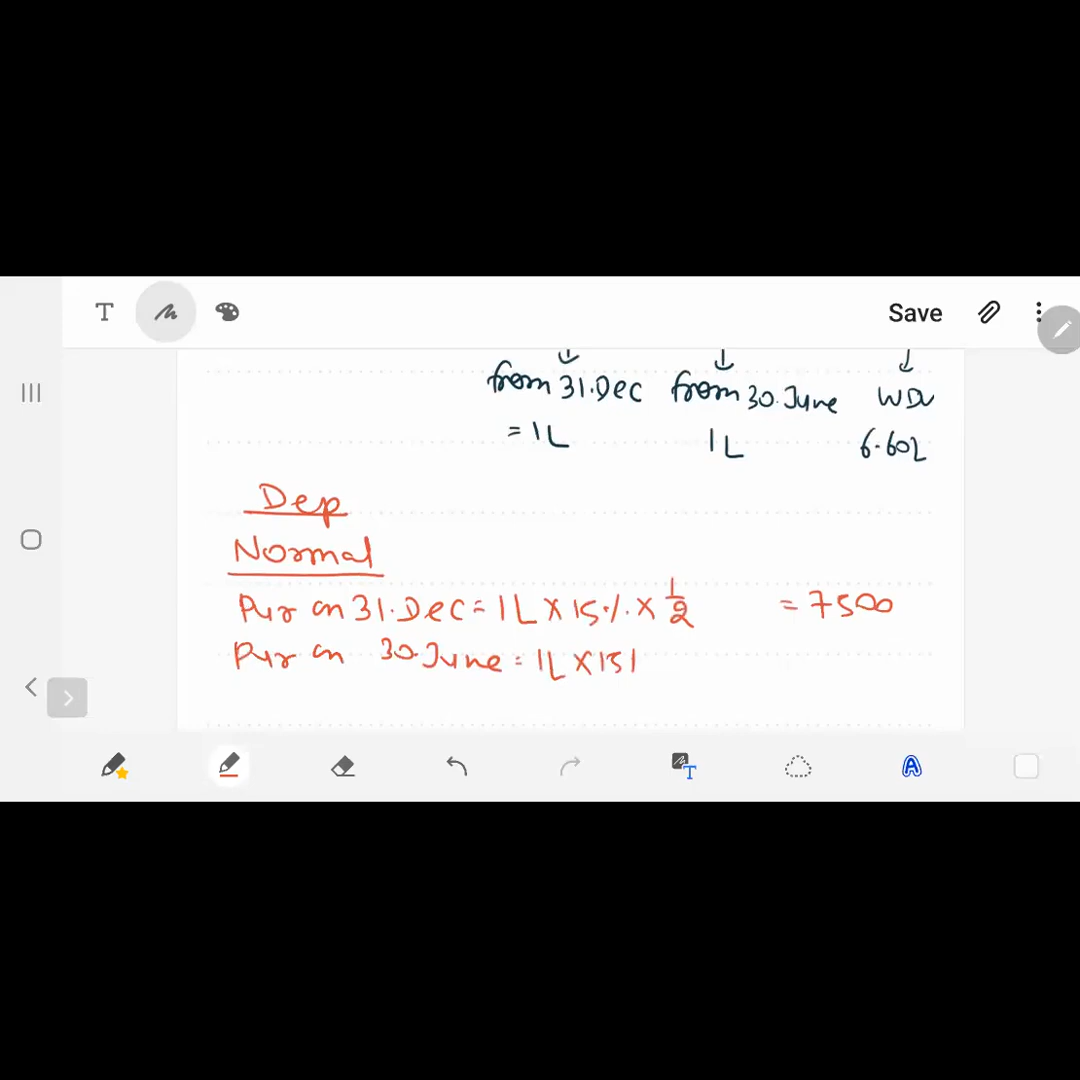 T Save
from 31.Dec from 30.June WDV
= 1L 1L 6.60L
Dep
Normal
Pur on 31.Dec = 1L X 15% X 1/2 = 7500
Pur on 30.June = 1L X 151